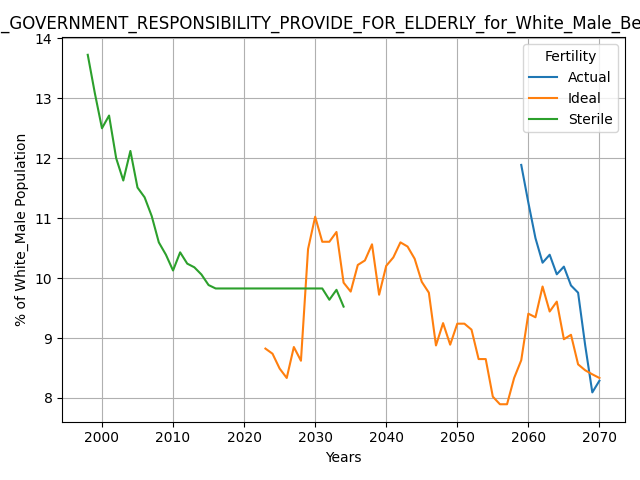 _GOVERNMENT_RESPONSIBILITY_PROVIDE_FOR_ELDERLY_for_White_Male_Be
14
13
12
11
10
9
8
% of White_Male Population
Fertility
Actual
Ideal
Sterile
2000 2010 2020 2030 2040 2050 2060 2070
Years